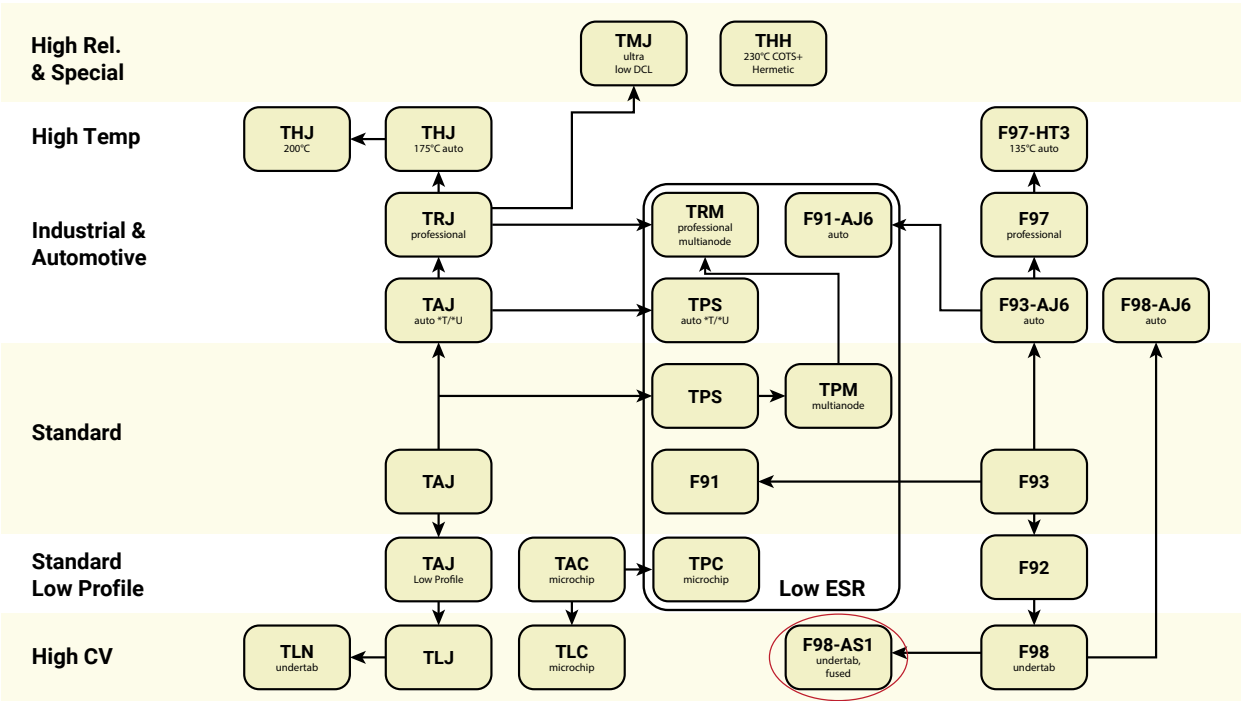 High Rel.
& Special
TMJ
ultra
low DCL
THH
230°C COTS+
Hermetic
High Temp
THJ
200°C
THJ
175°C auto
F97-HT3
135°C auto
Industrial &
Automotive
TRJ
professional
TRM
professional
multianode
F91-AJ6
auto
F97
professional
TAJ
auto *T/*U
TPS
auto *T/*U
F93-AJ6
auto
F98-AJ6
auto
Standard
TPS
TPM
multianode
TAJ
F91
F93
Standard
Low Profile
TAJ
Low Profile
TAC
microchip
TPC
microchip
Low ESR
F92
High CV
TLN
undertab
TLJ
TLC
microchip
F98-AS1
undertab,
fused
F98
undertab